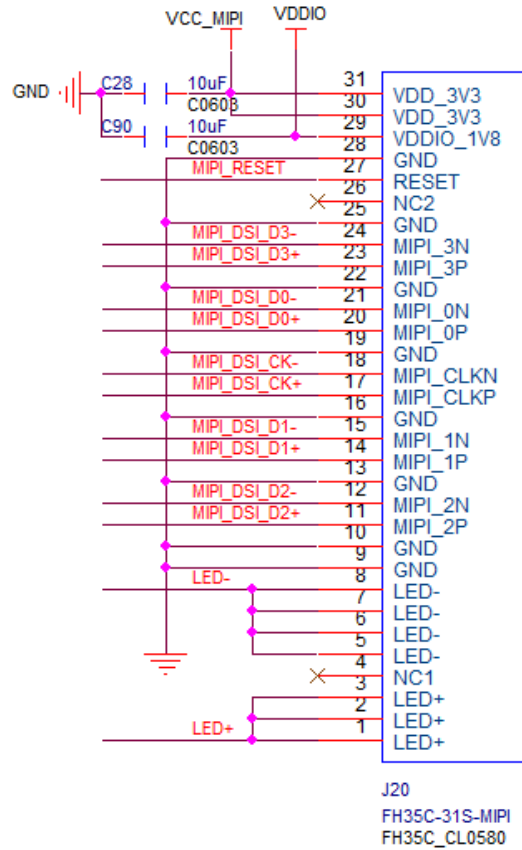 VCC_MIPI VDDIO
GND
C28 10uF
C0603
C90 10uF
C0603
31 VDD_3V3
30 VDD_3V3
29 VDDIO_1V8
28 GND
MIPI_RESET 27 RESET
26 NC2
25 GND
MIPI_DSI_D3- 24 MIPI_3N
MIPI_DSI_D3+ 23 MIPI_3P
22 GND
MIPI_DSI_D0- 21 MIPI_0N
MIPI_DSI_D0+ 20 MIPI_0P
19 GND
MIPI_DSI_CK- 18 MIPI_CLKN
MIPI_DSI_CK+ 17 MIPI_CLKP
16 GND
MIPI_DSI_D1- 15 MIPI_1N
MIPI_DSI_D1+ 14 MIPI_1P
13 GND
MIPI_DSI_D2- 12 MIPI_2N
MIPI_DSI_D2+ 11 MIPI_2P
10 GND
9 GND
LED- 8 LED-
7 LED-
6 LED-
5 LED-
4 NC1
3 LED+
2 LED+
LED+ 1 LED+
J20
FH35C-31S-MIPI
FH35C_CL0580